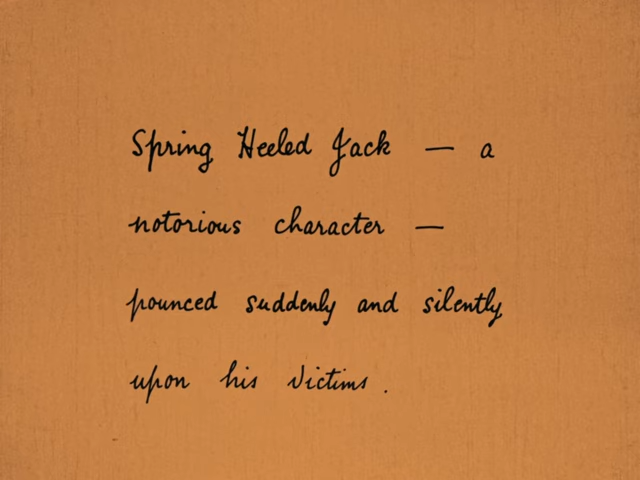 Spring Heeled Jack — a
notorious character —
pounced suddenly and silently
upon his victims.